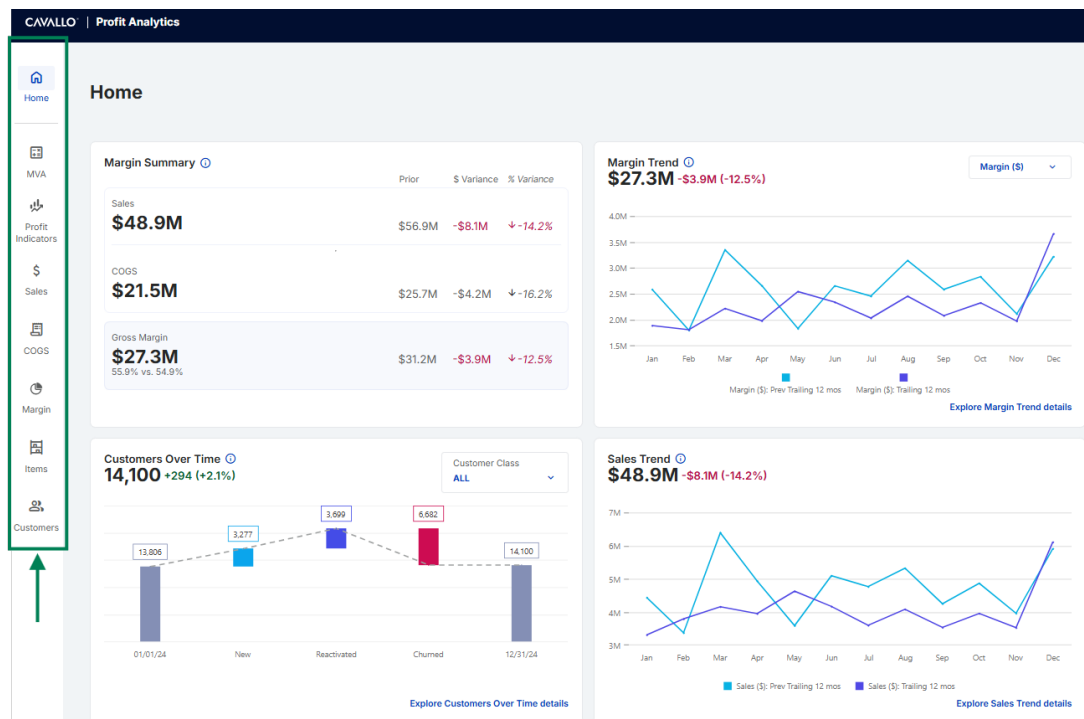 CAVALLO | Profit Analytics
Home
MVA
Profit
Indicators
Sales
COGS
Margin
Items
Customers
Home
Margin Summary
Prior $ Variance % Variance
Sales
$48.9M $56.9M -$8.1M -14.2%
COGS
$21.5M $25.7M -$4.2M -16.2%
Gross Margin
$27.3M $31.2M -$3.9M -12.5%
55.9% vs. 54.9%
Margin Trend
$27.3M -$3.9M (-12.5%)
Margin ($)
4.0M
3.5M
3.0M
2.5M
2.0M
1.5M
Jan Feb Mar Apr May Jun Jul Aug Sep Oct Nov Dec
Margin ($): Prev Trailing 12 mos Margin ($): Trailing 12 mos
Explore Margin Trend details
Customers Over Time
14,100 +294 (+2.1%)
Customer Class
ALL
13,806
3,277
3,699
6,682
14,100
01/01/24 New Reactivated Churned 12/31/24
Explore Customers Over Time details
Sales Trend
$48.9M -$8.1M (-14.2%)
7M
6M
5M
4M
3M
Jan Feb Mar Apr May Jun Jul Aug Sep Oct Nov Dec
Sales ($): Prev Trailing 12 mos Sales ($): Trailing 12 mos
Explore Sales Trend details